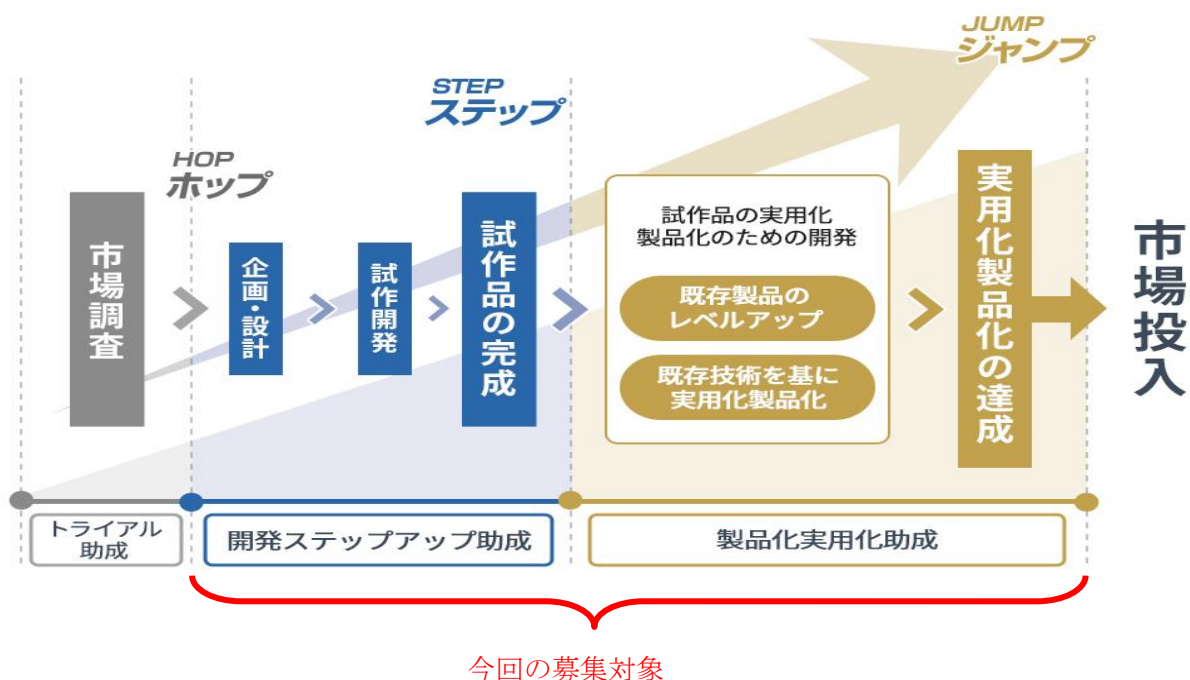 JUMP
ジャンプ
STEP
ステップ
HOP
ホップ
市場調査
企画・設計
試作開発
試作品の完成
試作品の実用化
製品化のための開発
既存製品の
レベルアップ
既存技術を基に
実用化製品化
実用化製品化の達成
市場投入
トライアル
助成
開発ステップアップ助成
製品化実用化助成
今回の募集対象